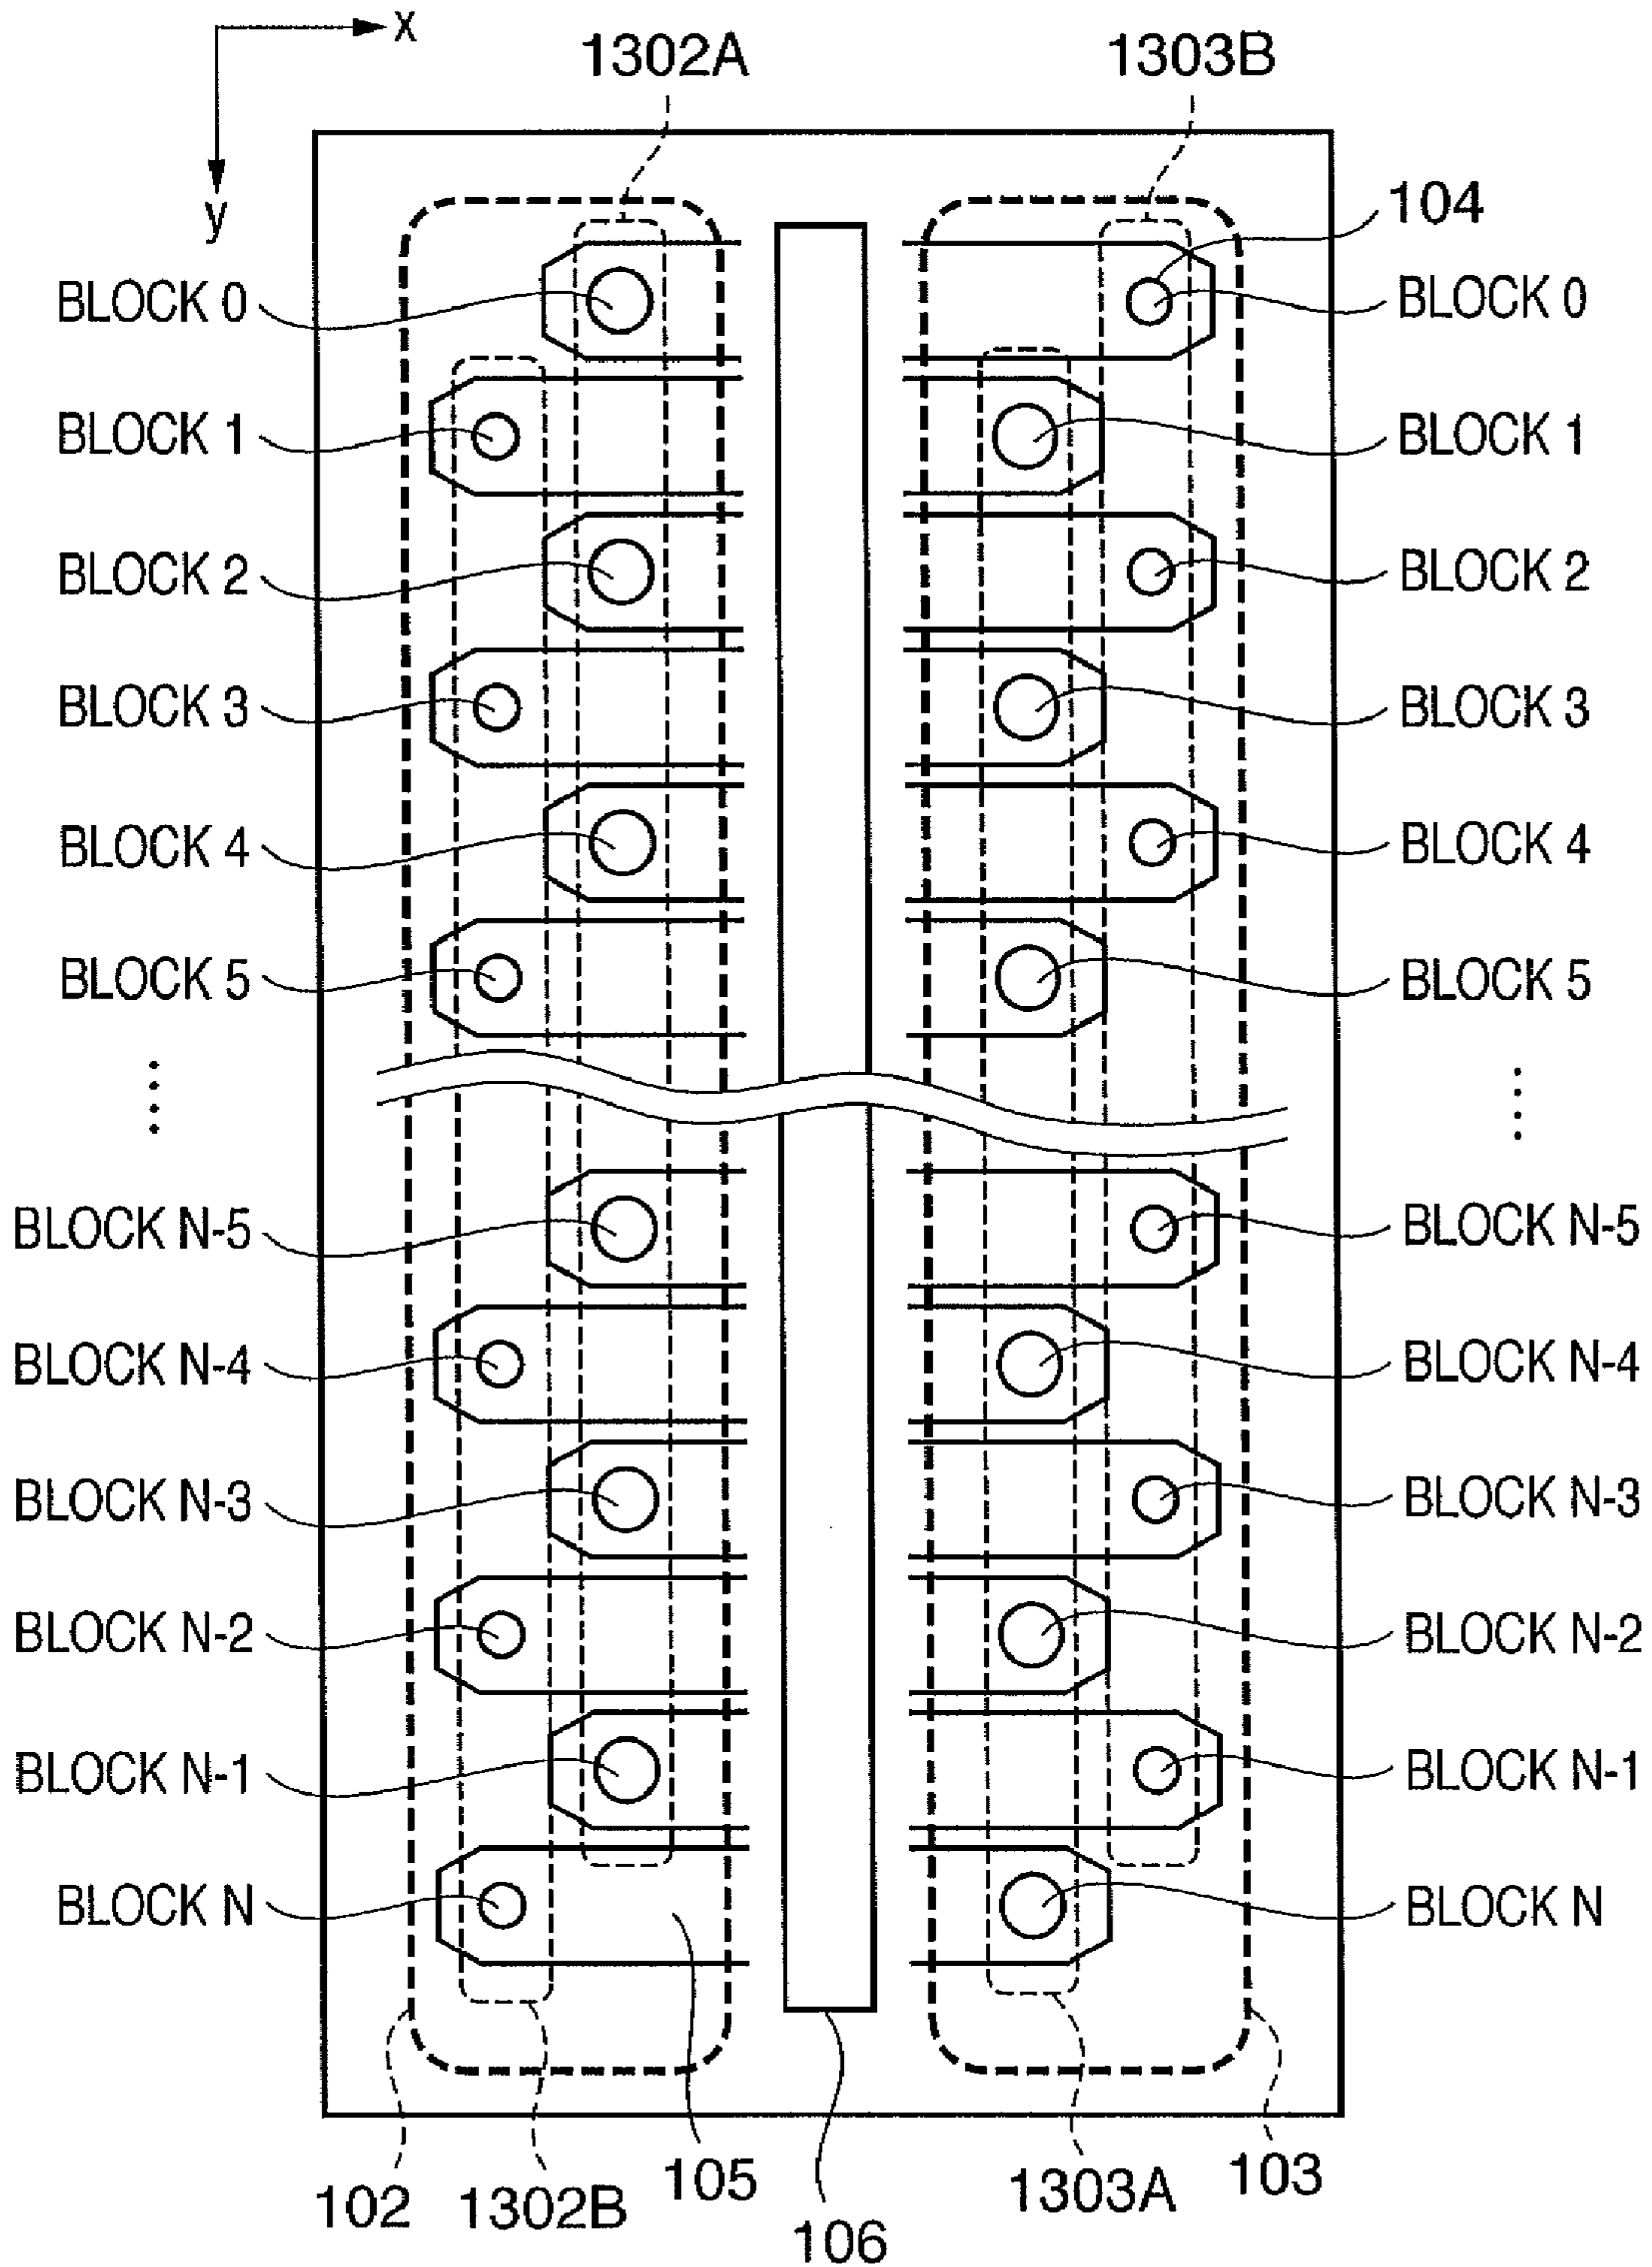 x
1302A 1303B
y
104
BLOCK 0 BLOCK 0
BLOCK 1 BLOCK 1
BLOCK 2 BLOCK 2
BLOCK 3 BLOCK 3
BLOCK 4 BLOCK 4
BLOCK 5 BLOCK 5
BLOCK N-5 BLOCK N-5
BLOCK N-4 BLOCK N-4
BLOCK N-3 BLOCK N-3
BLOCK N-2 BLOCK N-2
BLOCK N-1 BLOCK N-1
BLOCK N BLOCK N
102 1302B 105 106 1303A 103